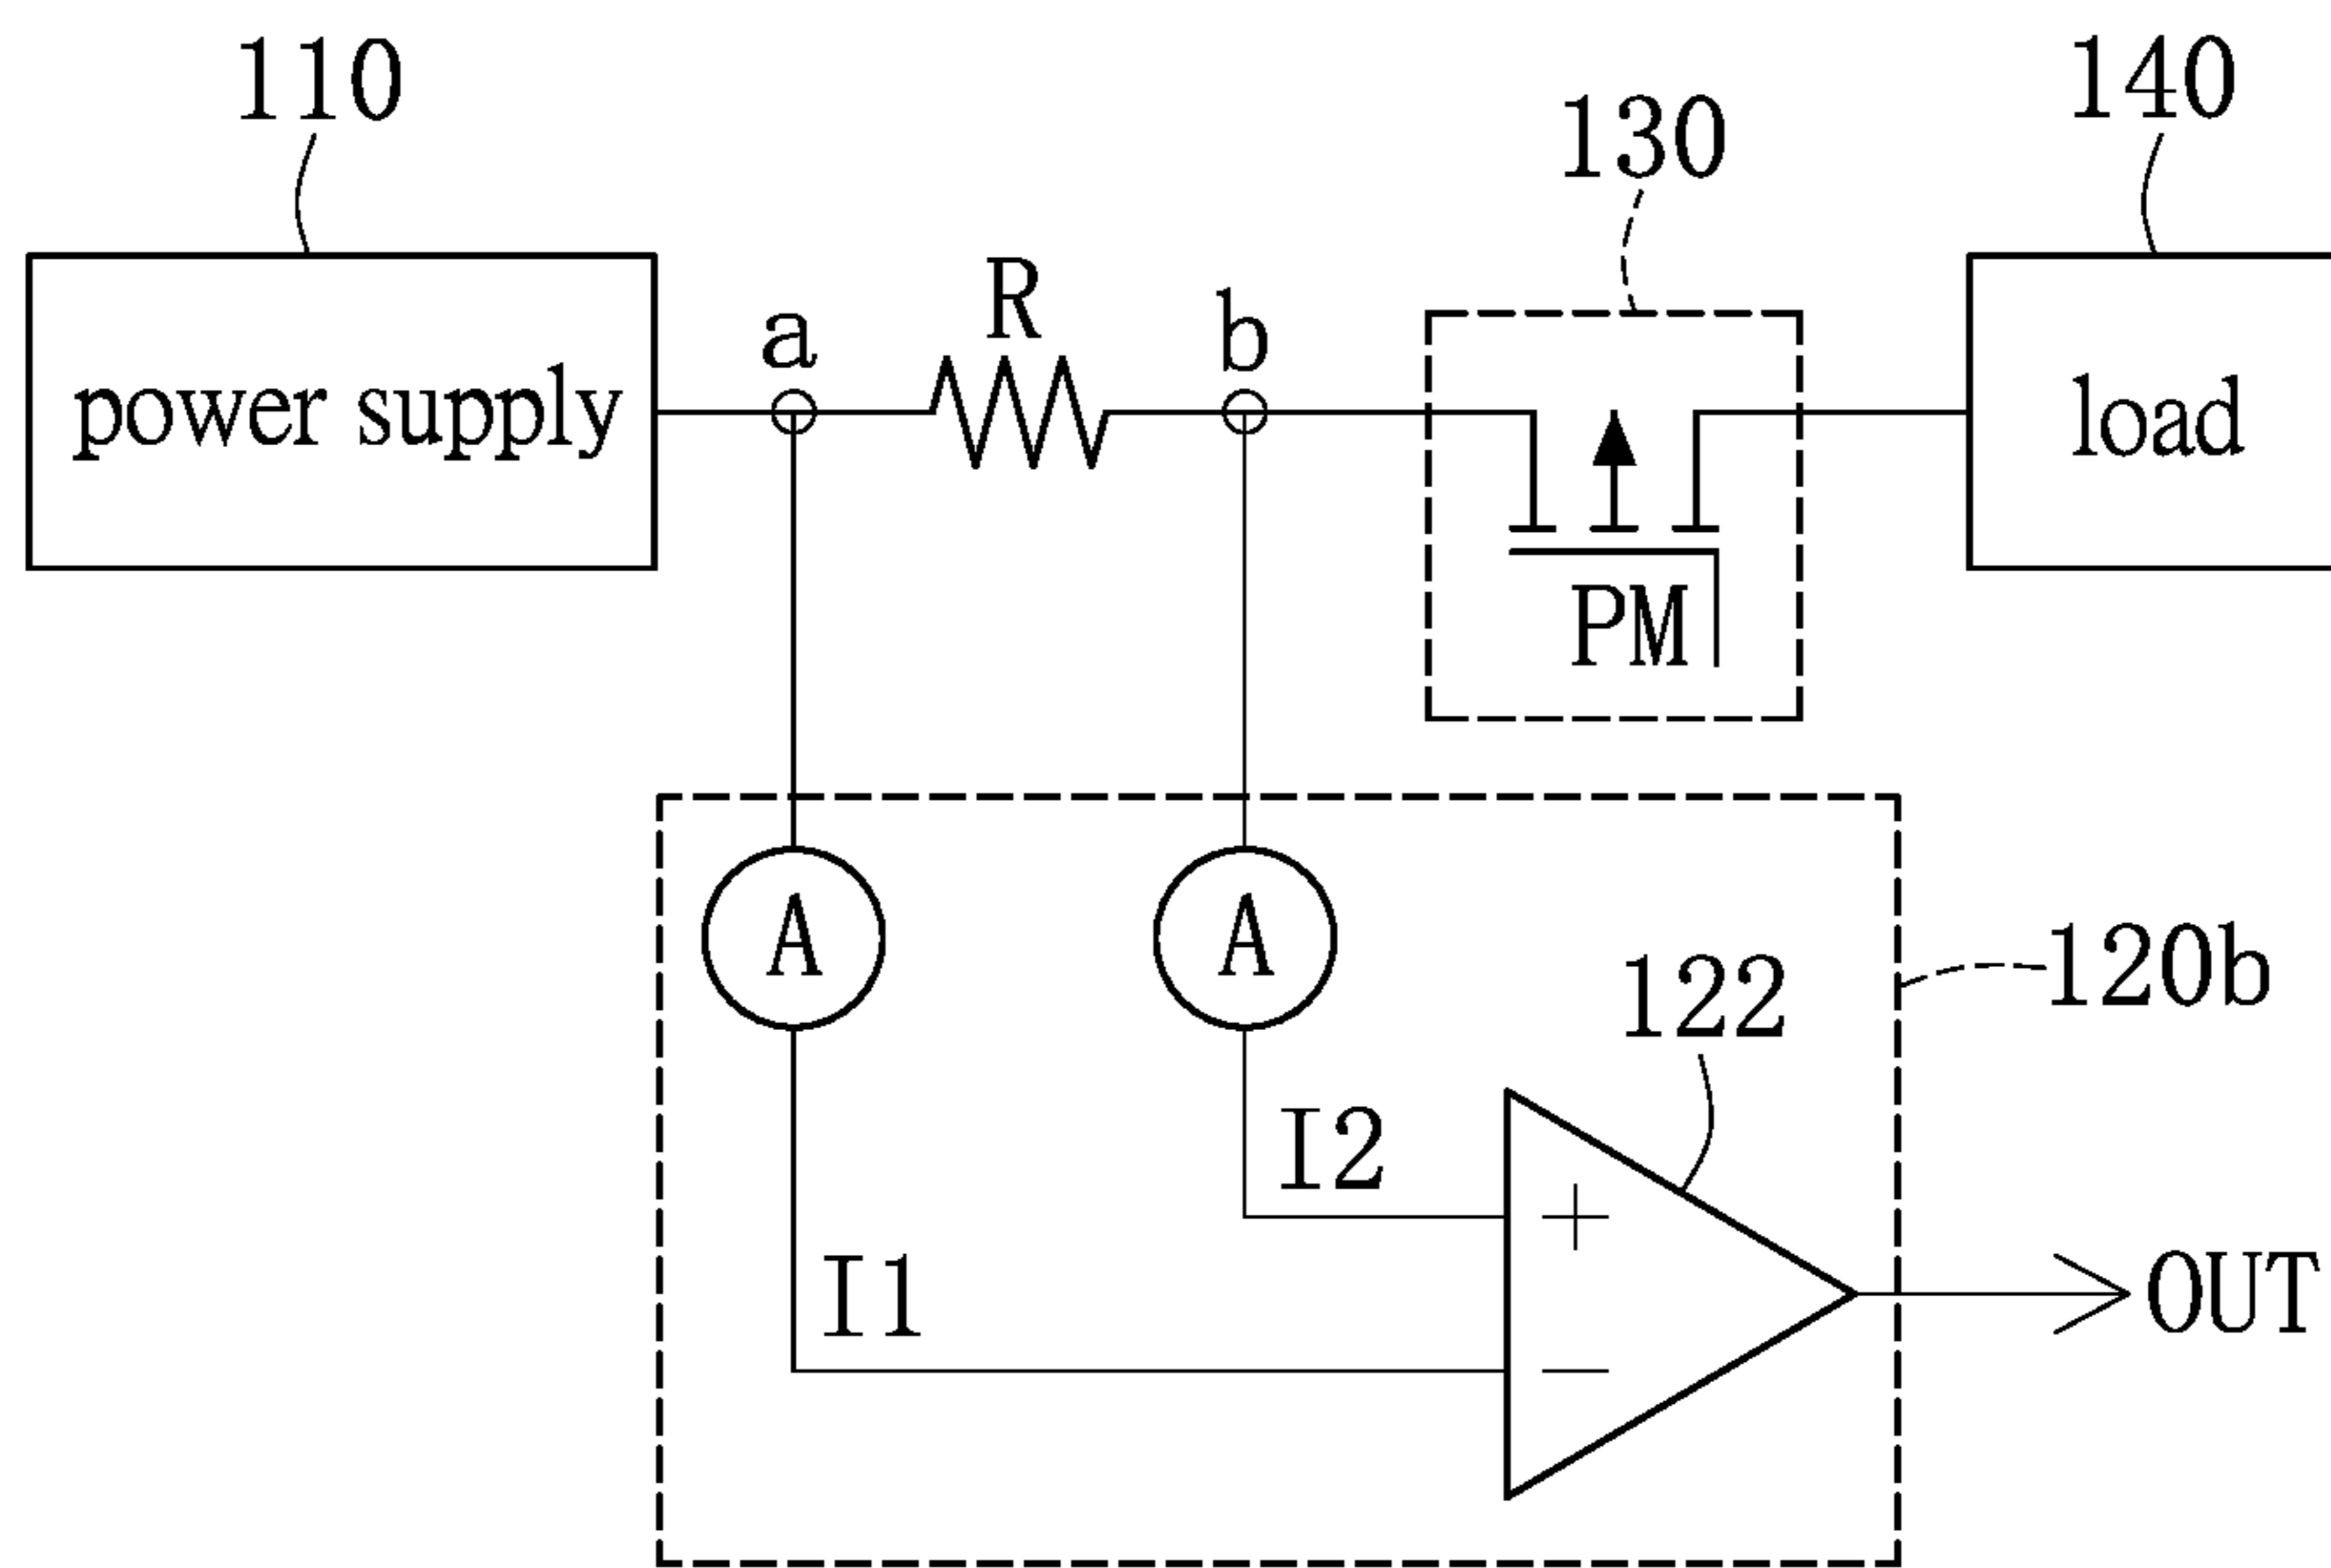 110
130
140
power supply
a
R
b
load
PM
A
A
122
120b
I2
+
I1
−
OUT